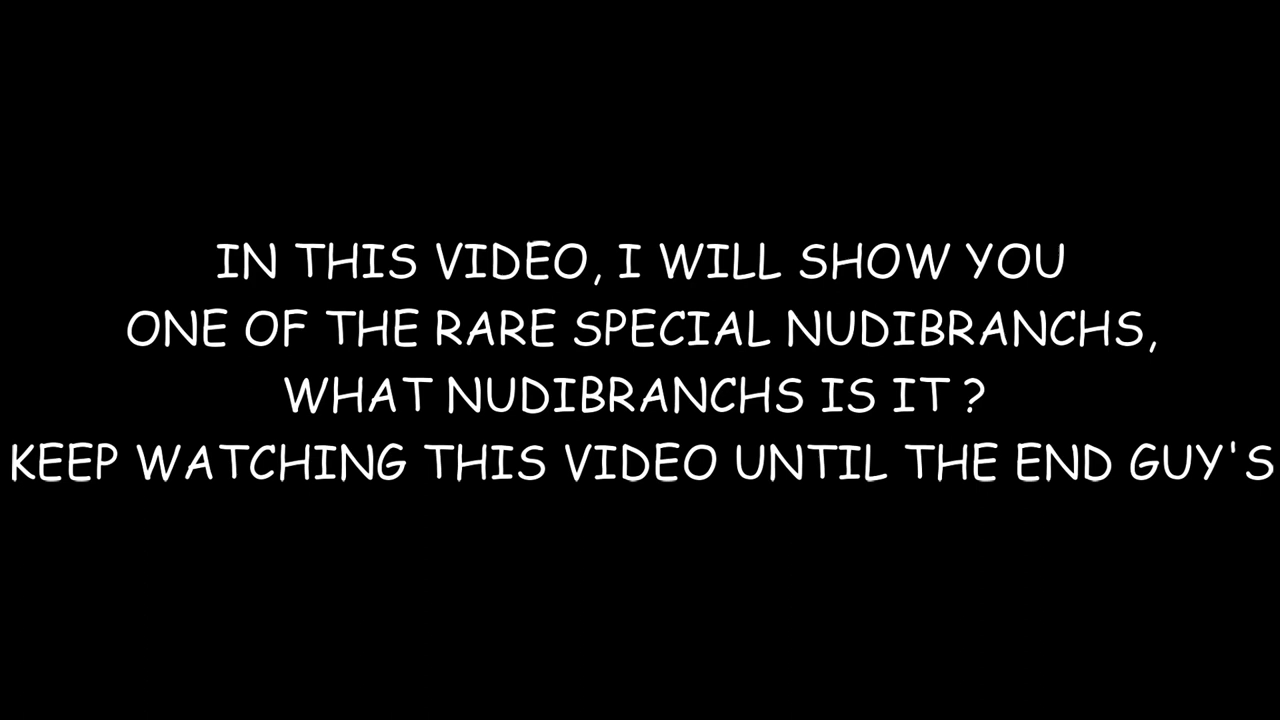 IN THIS VIDEO, I WILL SHOW YOU
ONE OF THE RARE SPECIAL NUDIBRANCHS,
WHAT NUDIBRANCHS IS IT ?
KEEP WATCHING THIS VIDEO UNTIL THE END GUY'S